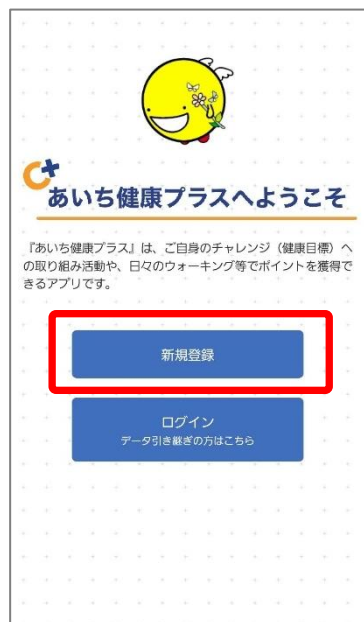 あいち健康プラスへようこそ
『あいち健康プラス』は、ご自身のチャレンジ（健康目標）へ
の取り組み活動や、日々のウォーキング等でポイントを獲得で
きるアプリです。
新規登録
ログイン
データ引き継ぎの方はこちら